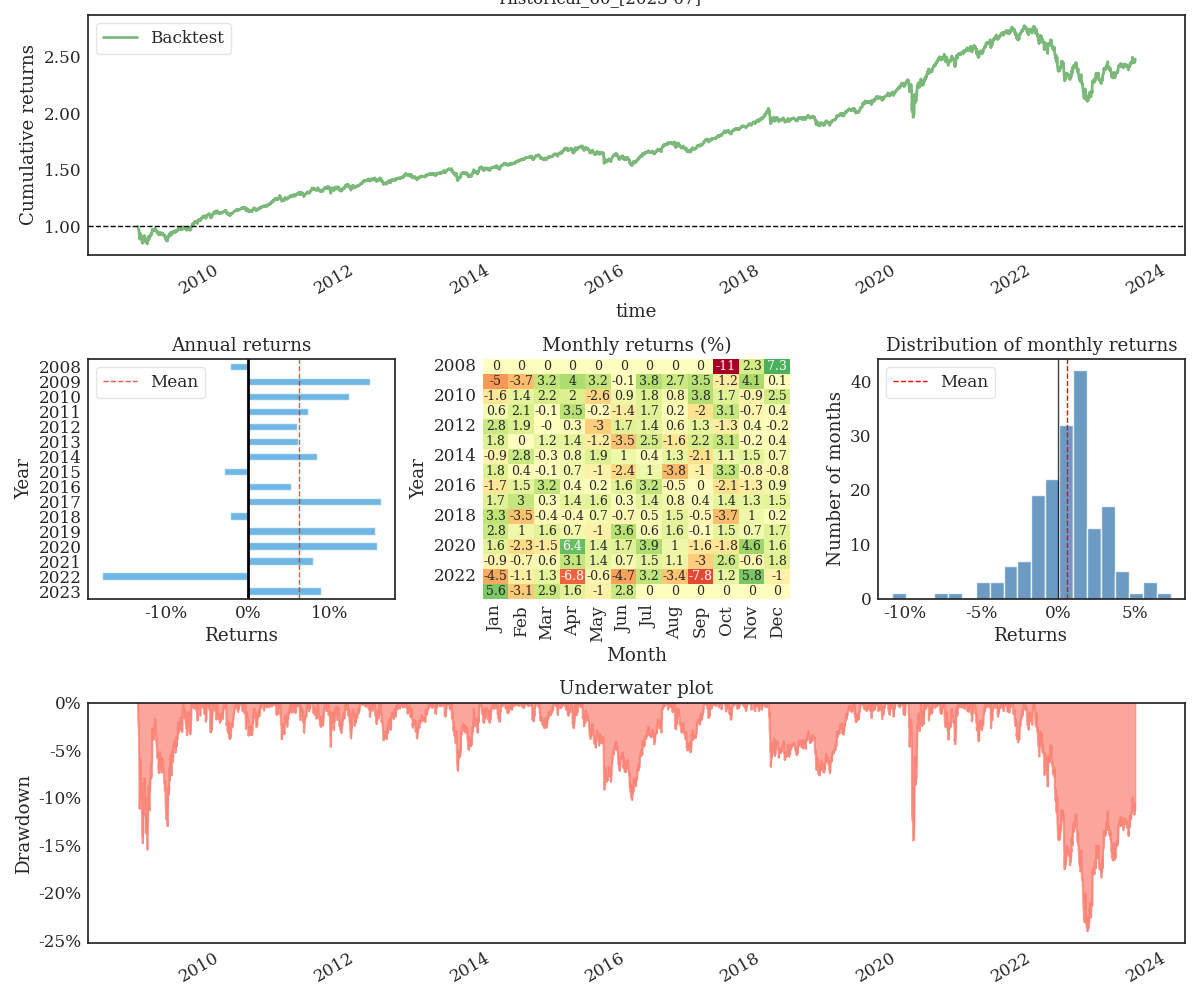 Historical_60_[2023-07]
Backtest
Cumulative returns
2.50
2.00
1.50
1.00
2010 2012 2014 2016 2018 2020 2022 2024
time
Annual returns
Mean
Year
2008
2009
2010
2011
2012
2013
2014
2015
2016
2017
2018
2019
2020
2021
2022
2023
-10% 0% 10%
Returns
Monthly returns (%)
Year
2008 0 0 0 0 0 0 0 0 0 -11 2.3 7.3
-5 -3.7 3.2 4 3.2 -0.1 3.8 2.7 3.5 -1.2 4.1 0.1
2010 -1.6 1.4 2.2 2 -2.6 0.9 1.8 0.8 3.8 1.7 -0.9 2.5
0.6 2.1 -0.1 3.5 -0.2 -1.4 1.7 -0.2 -2 3.1 -0.7 0.4
2012 2.8 1.9 -0 0.3 -3 1.7 1.4 0.6 1.3 -1.3 0.4 -0.2
1.8 0 1.2 1.4 -1.2 -3.5 2.5 -1.6 2.2 3.1 -0.2 0.4
2014 -0.9 2.8 -0.3 0.8 1.9 1 0.4 1.3 -2.1 1.1 1.5 0.7
1.8 0.4 -0.1 0.7 -1 -2.4 1 -3.8 -1 3.3 -0.8 -0.8
2016 -1.7 1.5 3.2 0.4 0.2 1.6 3.2 -0.5 0 -2.1 -1.3 0.9
1.7 3 0.3 1.4 1.6 0.3 1.4 0.8 0.4 1.4 1.3 1.5
2018 3.3 -3.5 -0.4 -0.4 0.7 -0.7 0.5 1.5 -0.5 -3.7 1 0.2
2.8 1 1.6 0.7 -1 3.6 0.6 1.6 -0.1 1.5 0.7 1.7
2020 1.6 -2.3 -1.5 6.4 1.4 1.7 3.9 1 -1.6 -1.8 4.6 1.6
-0.9 -0.7 0.6 3.1 1.4 0.7 1.5 1.1 -3 2.6 -0.6 1.8
2022 -4.5 -1.1 1.3 -6.8 -0.6 -4.7 3.2 -3.4 -7.8 1.2 5.8 -1
5.6 -3.1 2.9 1.6 -1 2.8 0 0 0 0 0 0
Jan Feb Mar Apr May Jun Jul Aug Sep Oct Nov Dec
Month
Distribution of monthly returns
Mean
Number of months
40
30
20
10
0
-10% -5% 0% 5%
Returns
Underwater plot
Drawdown
0%
-5%
-10%
-15%
-20%
-25%
2010 2012 2014 2016 2018 2020 2022 2024